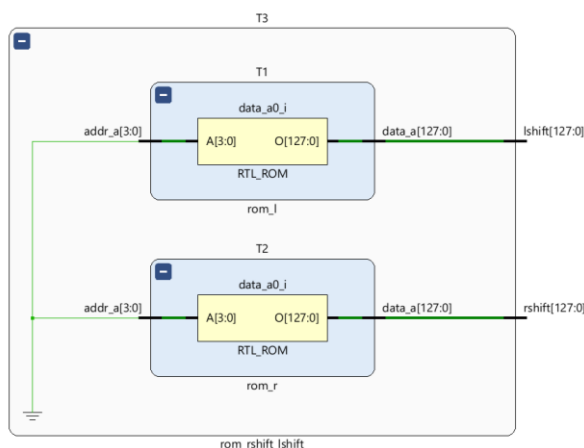 T3
T1
data_a0_i
addr_a[3:0]
A[3:0]
O[127:0]
data_a[127:0]
lshift[127:0]
RTL_ROM
rom_l
T2
data_a0_i
addr_a[3:0]
A[3:0]
O[127:0]
data_a[127:0]
rshift[127:0]
RTL_ROM
rom_r
rom_rshift_lshift